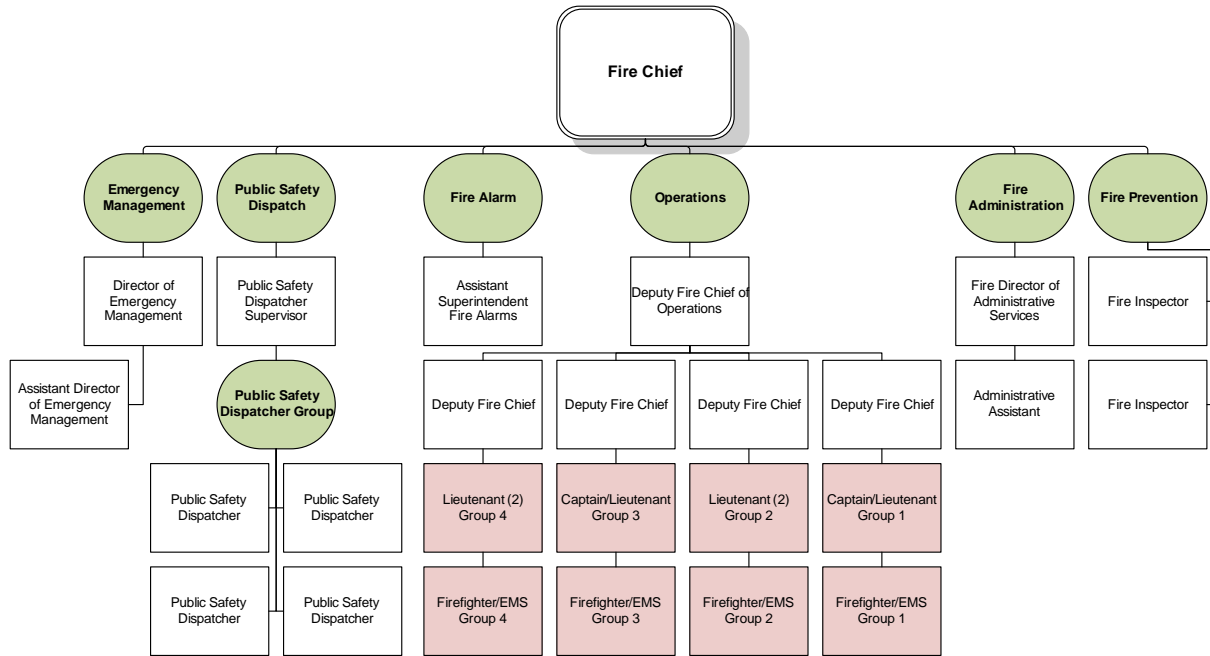 Fire Chief
Emergency
Management
Public Safety
Dispatch
Fire Alarm
Operations
Fire
Administration
Fire Prevention
Director of
Emergency
Management
Public Safety
Dispatcher
Supervisor
Assistant
Superintendent
Fire Alarms
Deputy Fire Chief of
Operations
Fire Director of
Administrative
Services
Fire Inspector
Assistant Director
of Emergency
Management
Public Safety
Dispatcher Group
Deputy Fire Chief
Deputy Fire Chief
Deputy Fire Chief
Deputy Fire Chief
Administrative
Assistant
Fire Inspector
Public Safety
Dispatcher
Public Safety
Dispatcher
Lieutenant (2)
Group 4
Captain/Lieutenant
Group 3
Lieutenant (2)
Group 2
Captain/Lieutenant
Group 1
Public Safety
Dispatcher
Public Safety
Dispatcher
Firefighter/EMS
Group 4
Firefighter/EMS
Group 3
Firefighter/EMS
Group 2
Firefighter/EMS
Group 1